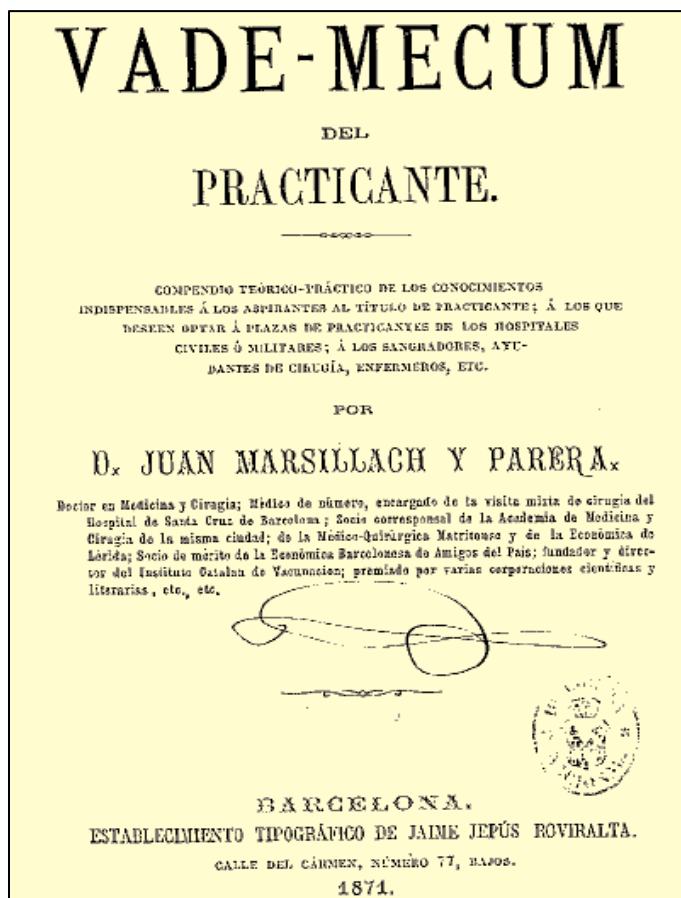 VADE-MECUM
DEL
PRACTICANTE.
COMPENDIO TEÓRICO-PRÁCTICO DE LOS CONOCIMIENTOS
INDISPENSABLES Á LOS ASPIRANTES AL TÍTULO DE PRACTICANTE; Á LOS QUE
DESEEN OPTAR Á PLAZAS DE PRACTICANTES DE LOS HOSPITALES
CIVILES Ó MILITARES; Á LOS SANGRADORES, AYU-
DANTES DE CIRUGÍA, ENFERMEROS, ETC.
POR
D. JUAN MARSILLACH Y PARERA.
Doctor en Medicina y Cirugía; Médico de número, encargado de la visita mixta de cirugía del
Hospital de Santa Cruz de Barcelona; Socio corresponsal de la Academia de Medicina y
Cirugía de la misma ciudad; de la Médico-Quirúrgica Matritense y de la Económica de
Lérida; Socio de mérito de la Económica Barcelonesa de Amigos del País; fundador y direc-
tor del Instituto Catalan de Vacunacion; premiado por varias corporaciones científicas y
literarias, etc., etc.
BARCELONA.
ESTABLECIMIENTO TIPOGRÁFICO DE JAIME JEPÚS ROVIRALTA.
CALLE DEL CÁRMEN, NÚMERO 77, BAJOS.
1871.